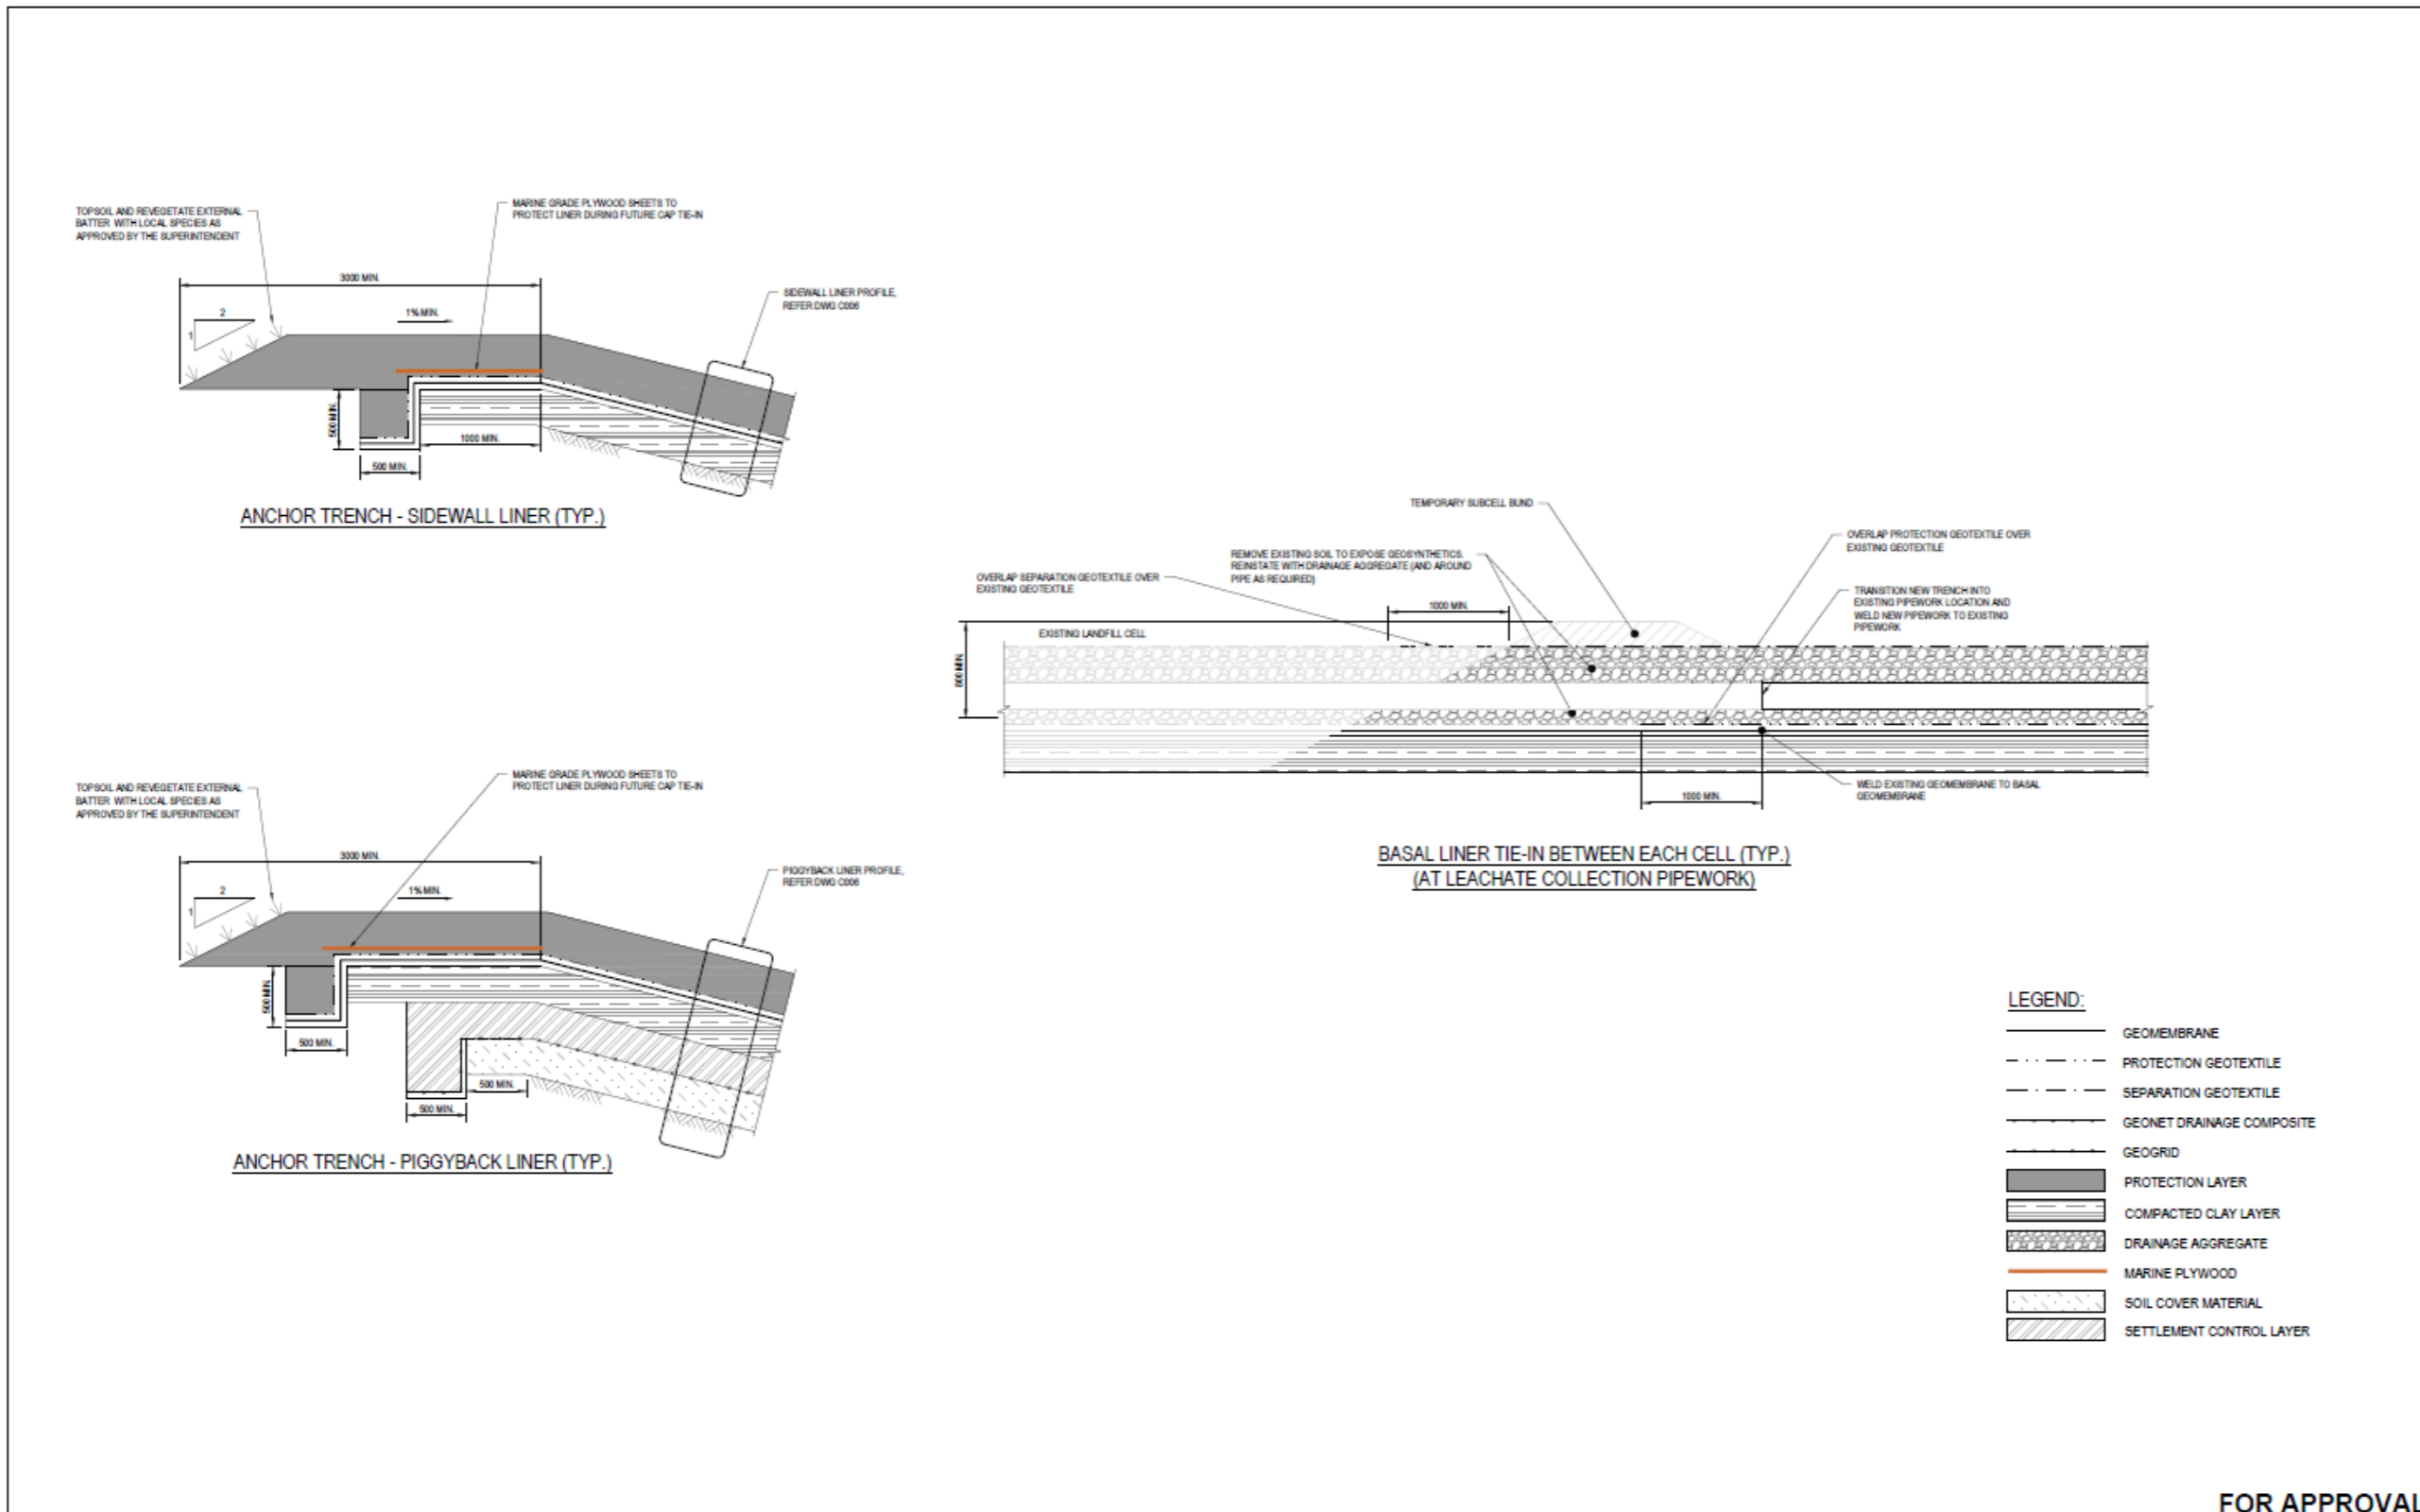 TOPSOIL AND REVEGETATE EXTERNAL
BATTER WITH LOCAL SPECIES AS
APPROVED BY THE SUPERINTENDENT
MARINE GRADE PLYWOOD SHEETS TO
PROTECT LINER DURING FUTURE CAP TIE-IN
3000 MIN.
SIDEWALL LINER PROFILE,
REFER DWG C006
2
1
1% MIN.
500 MIN.
1000 MIN.
500 MIN.
ANCHOR TRENCH - SIDEWALL LINER (TYP.)
TEMPORARY SUBCELL BUND
OVERLAP PROTECTION GEOTEXTILE OVER
EXISTING GEOTEXTILE
REMOVE EXISTING SOIL TO EXPOSE GEOSYNTHETICS.
REINSTATE WITH DRAINAGE AGGREGATE (AND AROUND
PIPE AS REQUIRED)
OVERLAP SEPARATION GEOTEXTILE OVER
EXISTING GEOTEXTILE
TRANSITION NEW TRENCH INTO
EXISTING PIPEWORK LOCATION AND
WELD NEW PIPEWORK TO EXISTING
PIPEWORK
1000 MIN.
EXISTING LANDFILL CELL
800 MIN.
WELD EXISTING GEOMEMBRANE TO BASAL
GEOMEMBRANE
1000 MIN.
BASAL LINER TIE-IN BETWEEN EACH CELL (TYP.)
(AT LEACHATE COLLECTION PIPEWORK)
TOPSOIL AND REVEGETATE EXTERNAL
BATTER WITH LOCAL SPECIES AS
APPROVED BY THE SUPERINTENDENT
MARINE GRADE PLYWOOD SHEETS TO
PROTECT LINER DURING FUTURE CAP TIE-IN
3000 MIN.
PIGGYBACK LINER PROFILE,
REFER DWG C006
2
1
1% MIN.
500 MIN.
500 MIN.
500 MIN.
500 MIN.
ANCHOR TRENCH - PIGGYBACK LINER (TYP.)
LEGEND:
GEOMEMBRANE
PROTECTION GEOTEXTILE
SEPARATION GEOTEXTILE
GEONET DRAINAGE COMPOSITE
GEOGRID
PROTECTION LAYER
COMPACTED CLAY LAYER
DRAINAGE AGGREGATE
MARINE PLYWOOD
SOIL COVER MATERIAL
SETTLEMENT CONTROL LAYER
FOR APPROVAL